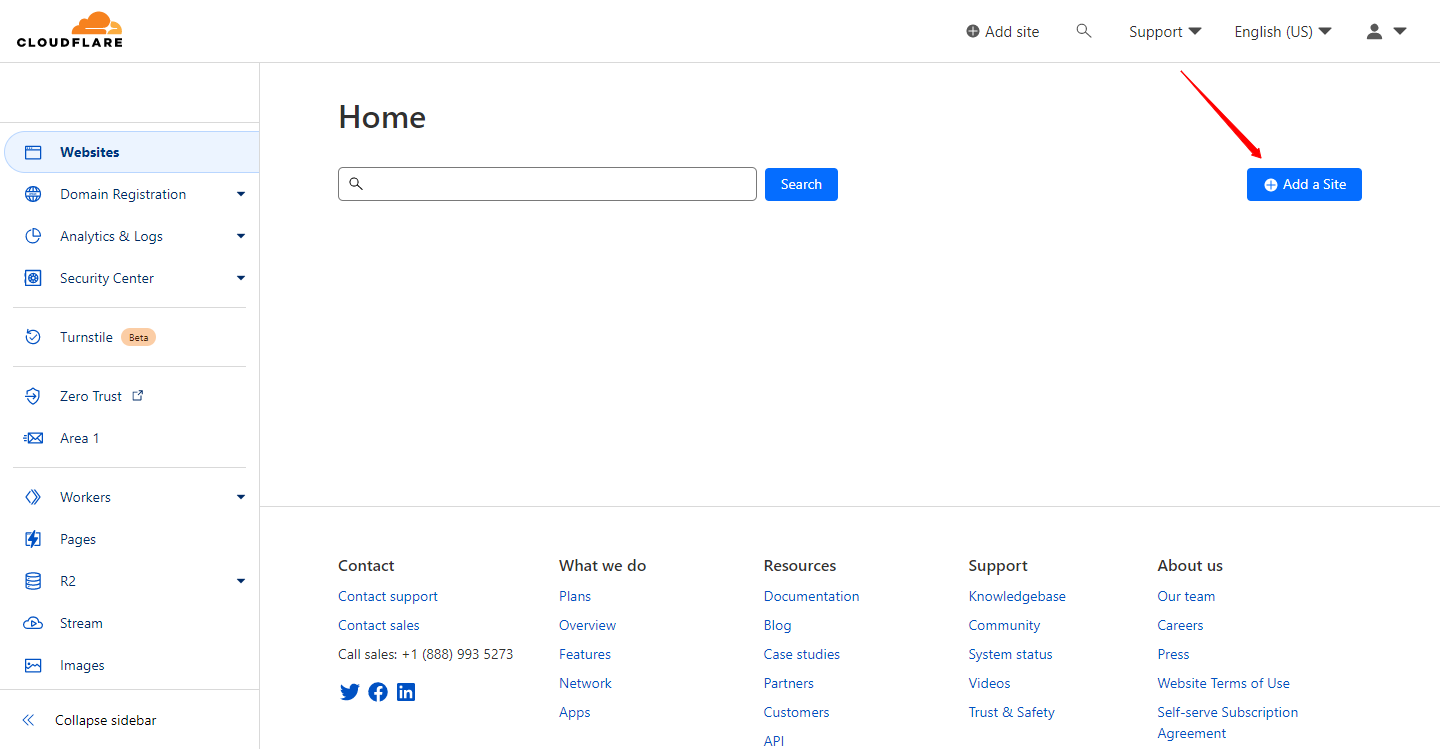 CLOUDFLARE
Add site
Support
English (US)
Websites
Domain Registration
Analytics & Logs
Security Center
Turnstile Beta
Zero Trust
Area 1
Workers
Pages
R2
Stream
Images
Collapse sidebar
Home
Search
Add a Site
Contact
Contact support
Contact sales
Call sales: +1 (888) 993 5273
What we do
Plans
Overview
Features
Network
Apps
Resources
Documentation
Blog
Case studies
Partners
Customers
API
Support
Knowledgebase
Community
System status
Videos
Trust & Safety
About us
Our team
Careers
Press
Website Terms of Use
Self-serve Subscription
Agreement